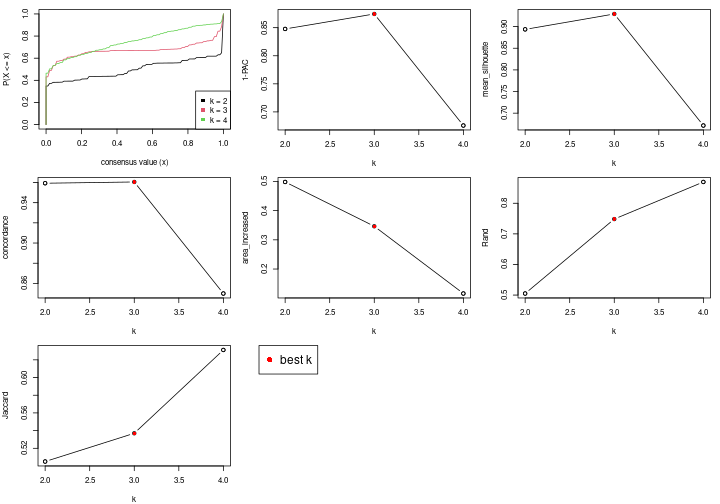 P(X <= x)
0.0 0.2 0.4 0.6 0.8 1.0
k = 2
k = 3
k = 4
0.0 0.2 0.4 0.6 0.8 1.0
consensus value (x)
1-PAC
0.70 0.75 0.80 0.85
2.0 2.5 3.0 3.5 4.0
k
mean_silhouette
0.70 0.75 0.80 0.85 0.90
2.0 2.5 3.0 3.5 4.0
k
concordance
0.86 0.90 0.94
2.0 2.5 3.0 3.5 4.0
k
area_increased
0.2 0.3 0.4 0.5
2.0 2.5 3.0 3.5 4.0
k
Rand
0.5 0.6 0.7 0.8
2.0 2.5 3.0 3.5 4.0
k
Jaccard
0.52 0.56 0.60
2.0 2.5 3.0 3.5 4.0
k
best k